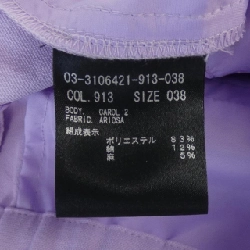 03-3106421-913-038
COL. 913 SIZE 038
BODY. CAROL 2
FABRIC. ARIOSA
組成表示
ポリエステル 83%
綿 12%
麻 5%